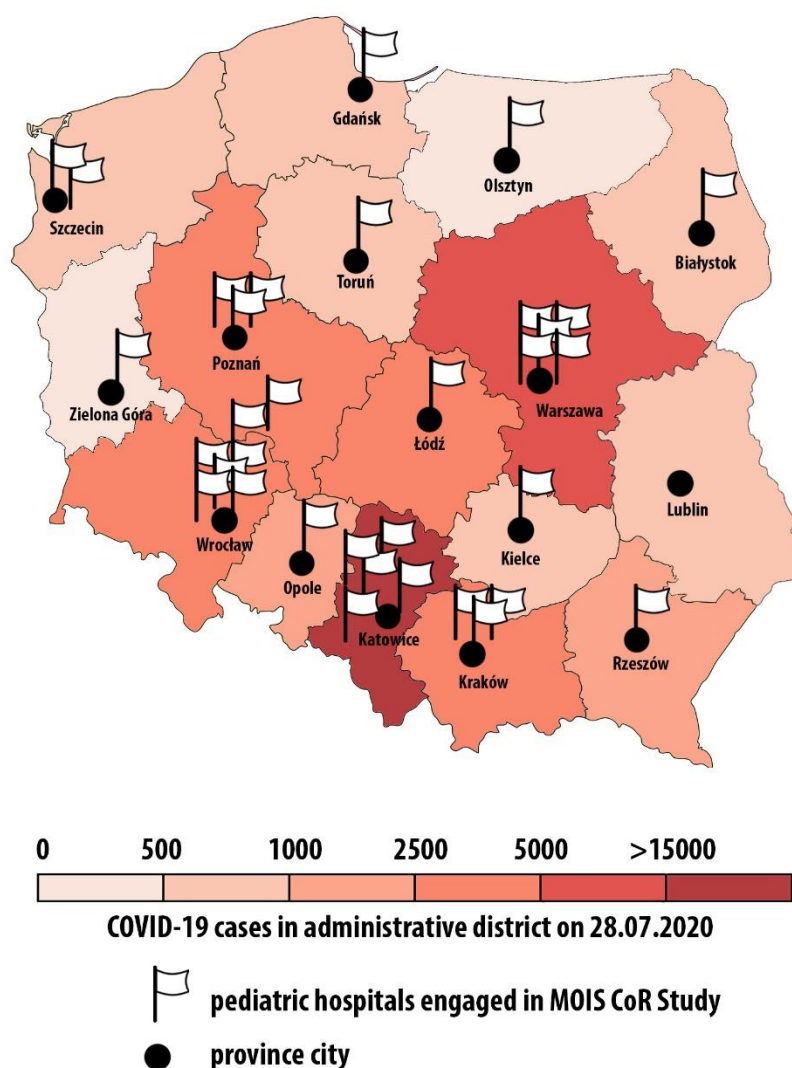 Gdańsk
Olsztyn
Szczecin
Białystok
Toruń
Poznań
Warszawa
Zielona Góra
Łódź
Lublin
Wrocław
Kielce
Opole
Katowice
Rzeszów
Kraków
0 500 1000 2500 5000 >15000
COVID-19 cases in administrative district on 28.07.2020
pediatric hospitals engaged in MOIS CoR Study
province city